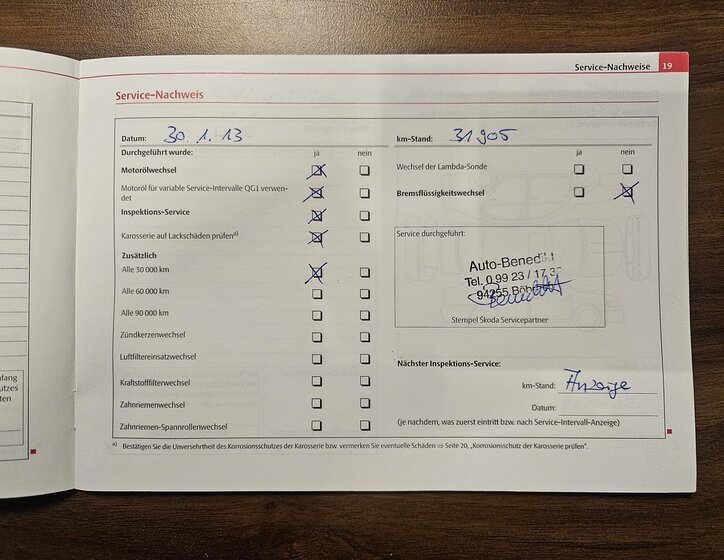 Service-Nachweise 19
Service-Nachweis
Datum: 30.1.13
km-Stand: 31905
Durchgeführt wurde: ja nein
Motorölwechsel
Motoröl für variable Service-Intervalle QG1 verwen-
det
Inspektions-Service
Karosserie auf Lackschäden prüfen a)
Zusätzlich
Alle 30 000 km
Alle 60 000 km
Alle 90 000 km
Zündkerzenwechsel
Luftfiltereinsatzwechsel
Kraftstofffilterwechsel
Zahnriemenwechsel
Zahnriemen-Spannrollenwechsel
ja nein
Wechsel der Lambda-Sonde
Bremsflüssigkeitswechsel
Service durchgeführt:
Auto-Benedikt
Tel. 0 99 23 / 17
94255
Stempel Škoda Servicepartner
Nächster Inspektions-Service:
km-Stand: Anzeige
Datum:
(je nachdem, was zuerst eintritt bzw. nach Service-Intervall-Anzeige)
a) Bestätigen Sie die Unversehrtheit des Korrosionsschutzes der Karosserie bzw. vermerken Sie eventuelle Schäden ⇒ Seite 20, „Korrosionsschutz der Karosserie prüfen".